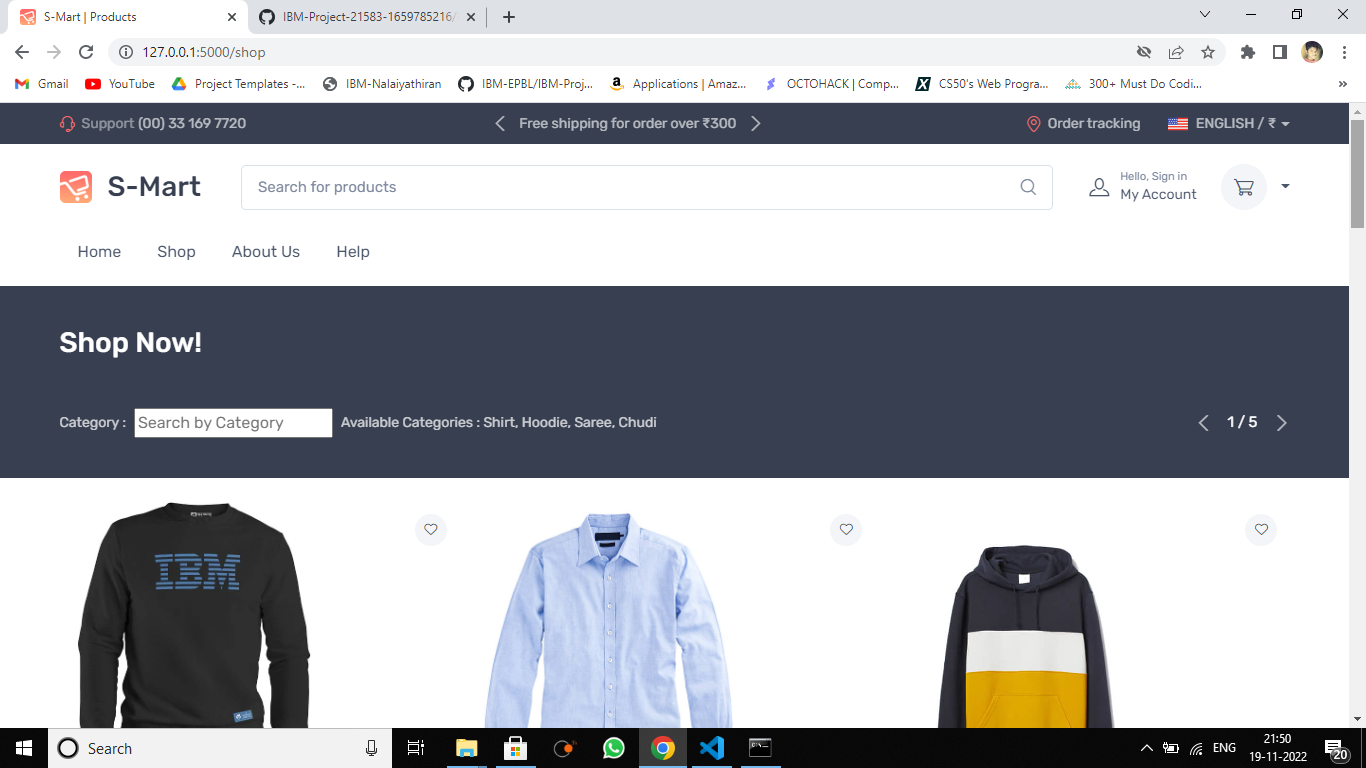 S-Mart | Products
IBM-Project-21583-1659785216/
127.0.0.1:5000/shop
Gmail
YouTube
Project Templates -...
IBM-Nalaiyathiran
IBM-EPBL/IBM-Proj...
Applications | Amaz...
OCTOHACK | Comp...
CS50's Web Progra...
300+ Must Do Codi...
»
Support (00) 33 169 7720
Free shipping for order over ₹300
Order tracking
ENGLISH / ₹
S-Mart
Search for products
Hello, Sign in
My Account
Home
Shop
About Us
Help
Shop Now!
Category :
Search by Category
Available Categories : Shirt, Hoodie, Saree, Chudi
1 / 5
IBM
Search
ENG
21:50
19-11-2022
20